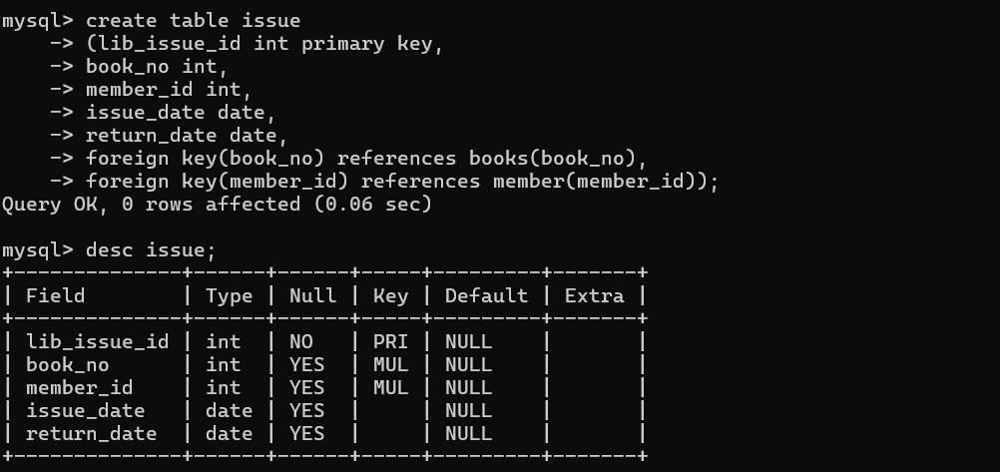 mysql> create table issue
    -> (lib_issue_id int primary key,
    -> book_no int,
    -> member_id int,
    -> issue_date date,
    -> return_date date,
    -> foreign key(book_no) references books(book_no),
    -> foreign key(member_id) references member(member_id));
Query OK, 0 rows affected (0.06 sec)

mysql> desc issue;
+--------------+------+------+-----+---------+-------+
| Field        | Type | Null | Key | Default | Extra |
+--------------+------+------+-----+---------+-------+
| lib_issue_id | int  | NO   | PRI | NULL    |       |
| book_no      | int  | YES  | MUL | NULL    |       |
| member_id    | int  | YES  | MUL | NULL    |       |
| issue_date   | date | YES  |     | NULL    |       |
| return_date  | date | YES  |     | NULL    |       |
+--------------+------+------+-----+---------+-------+